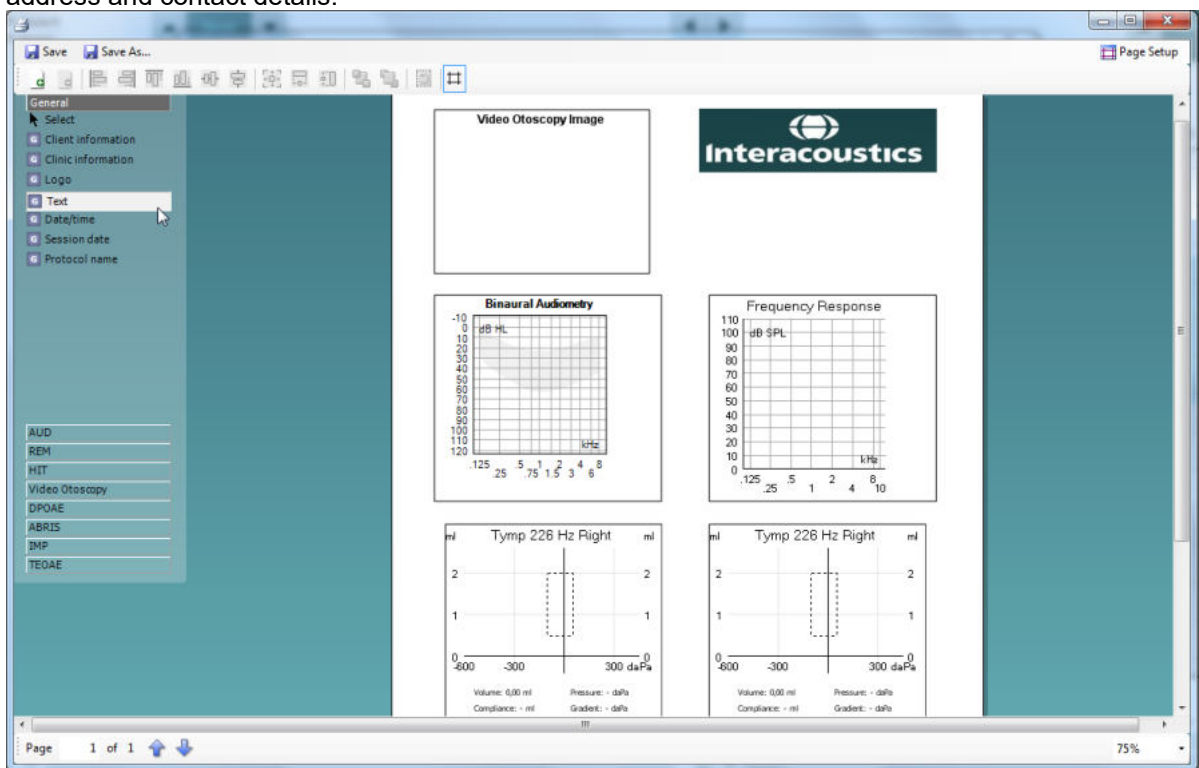 address and contact details.
Save Save As... Page Setup
General
Select
Client information
Clinic information
Logo
Text
Date/time
Session date
Protocol name
AUD
REM
HIT
Video Otoscopy
DPOAE
ABRIS
IMP
TEOAE
Video Otoscopy Image
Interacoustics
Binaural Audiometry
-10
0 dB HL
10
20
30
40
50
60
70
80
90
100
110 kHz
120
.125 .5 1 2 4 8
.25 .75 1.5 3 6
Frequency Response
110
100 dB SPL
90
80
70
60
50
40
30
20
10 kHz
0
.125 .5 2 8
.25 1 4 10
ml Tymp 226 Hz Right ml
2 2
1 1
0 0
-600 -300 300 daPa
Volume: 0,00 ml Pressure: - daPa
Compliance: - ml Gradient: - daPa
ml Tymp 226 Hz Right ml
2 2
1 1
0 0
-600 -300 300 daPa
Volume: 0,00 ml Pressure: - daPa
Compliance: - ml Gradient: - daPa
Page 1 of 1 75%